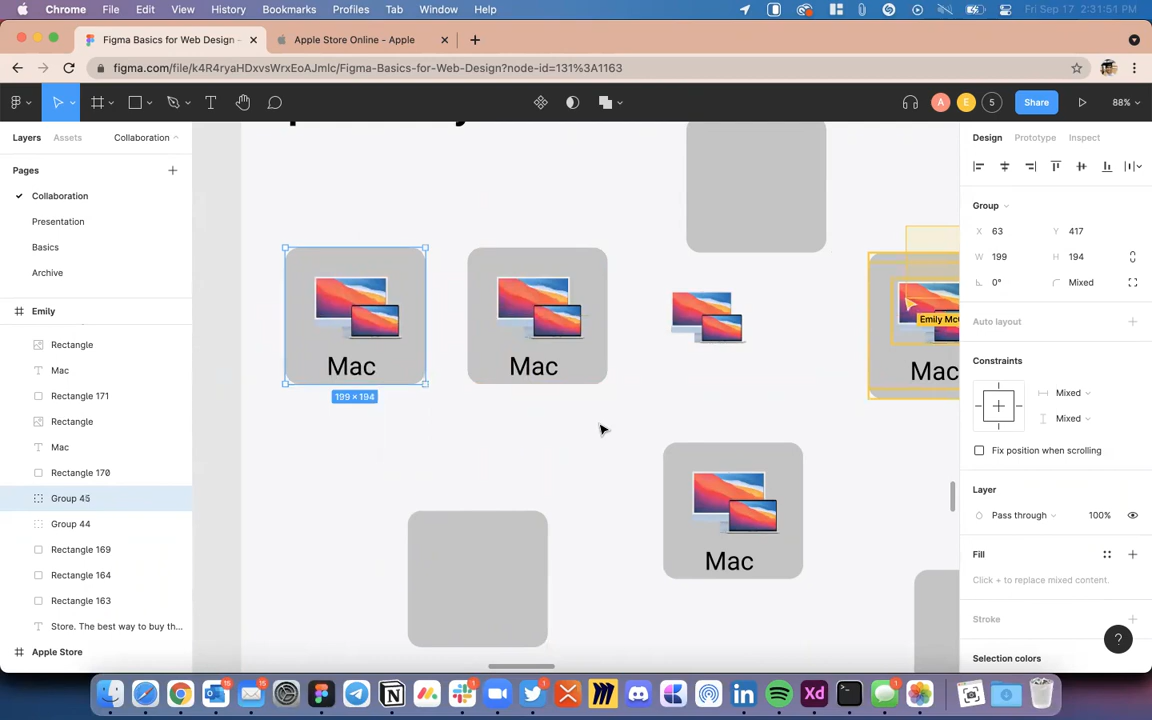 Chrome File Edit View History Bookmarks Profiles Tab Window Help Fri Sep 17 2:31:51 PM
Figma Basics for Web Design - Apple Store Online - Apple
figma.com/file/k4R4ryaHDxvsWrxEoAJmlc/Figma-Basics-for-Web-Design?node-id=131%3A1163
A E 5 Share 88%
Layers Assets Collaboration
Pages
Collaboration
Presentation
Basics
Archive
Emily
Rectangle
Mac
Rectangle 171
Rectangle
Mac
Rectangle 170
Group 45
Group 44
Rectangle 169
Rectangle 164
Rectangle 163
Store. The best way to buy th...
Apple Store
Mac
199 × 194
Mac
Mac
Mac
Design Prototype Inspect
Group
X 63 Y 417
W 199 H 194
0° Mixed
Auto layout
Constraints
Mixed
Mixed
Fix position when scrolling
Layer
Pass through 100%
Fill
Click + to replace mixed content.
Stroke
Selection colors
?